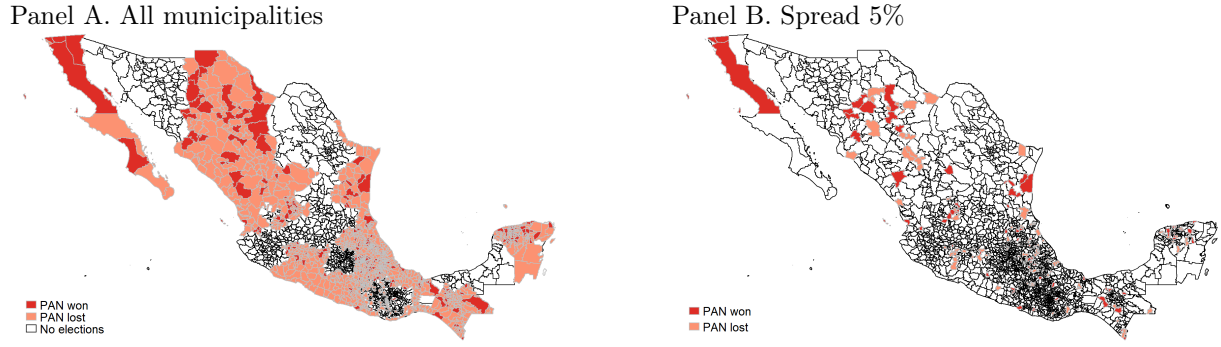 Panel A. All municipalities
PAN won
PAN lost
No elections
Panel B. Spread 5%
PAN won
PAN lost